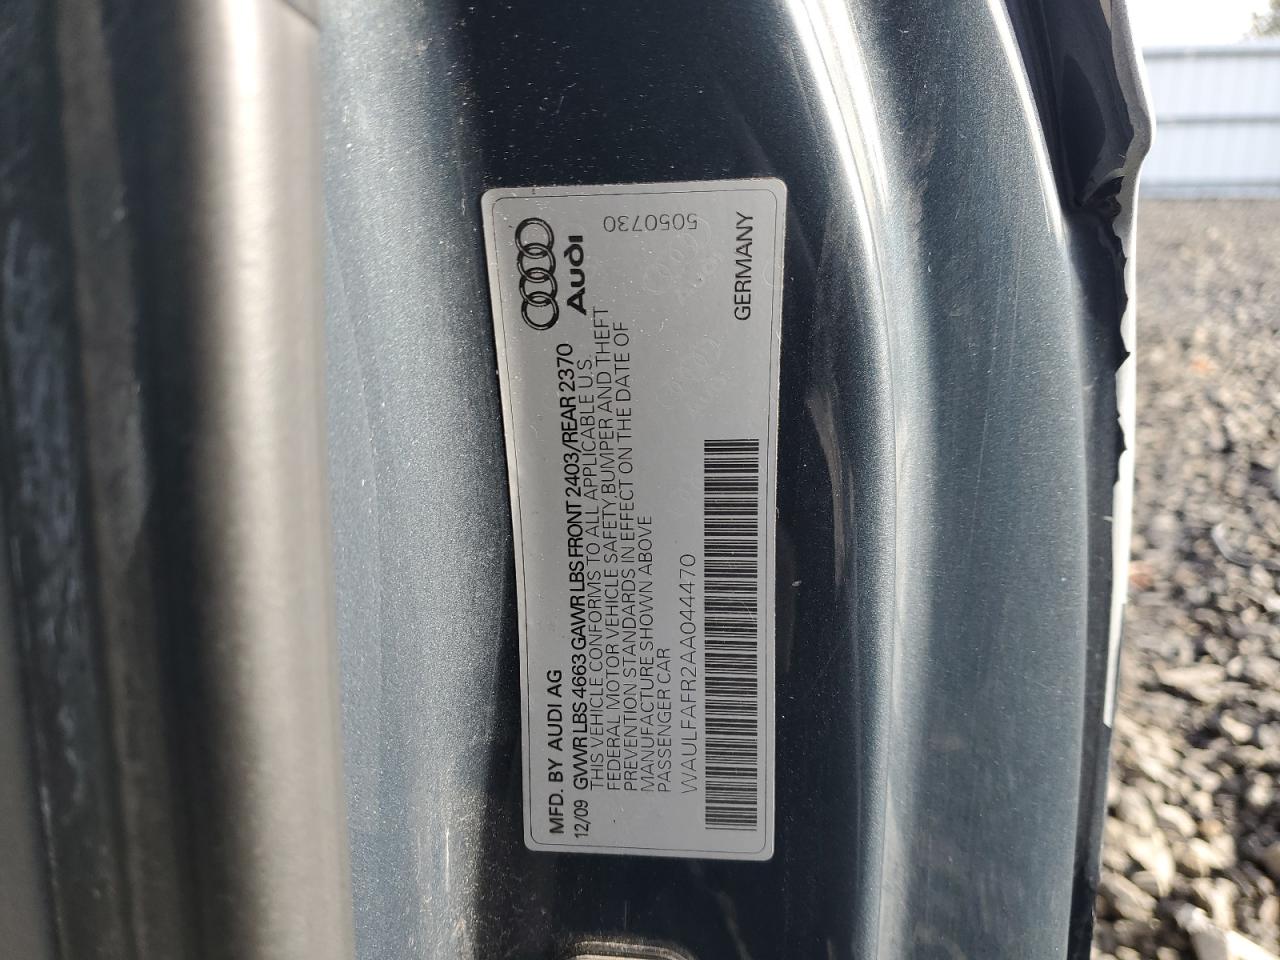 MFD. BY AUDI AG
Audi
12/09 GVWR LBS 4663 GAWR LBS FRONT 2403/REAR 2370
THIS VEHICLE CONFORMS TO ALL APPLICABLE U.S.
FEDERAL MOTOR VEHICLE SAFETY, BUMPER AND THEFT
PREVENTION STANDARDS IN EFFECT ON THE DATE OF
MANUFACTURE SHOWN ABOVE
PASSENGER CAR
5050730
WAULFAFR2AA044470
GERMANY